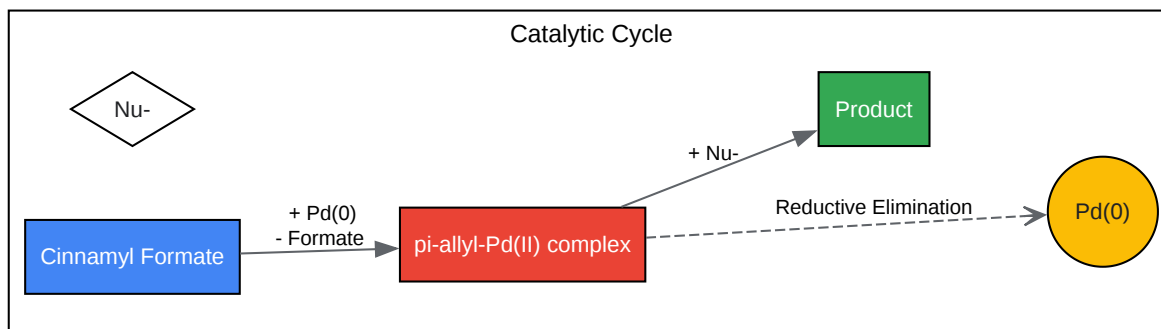 Catalytic Cycle
Nu-
Product
+ Nu-
Reductive Elimination
Pd(0)
+ Pd(0)
- Formate
Cinnamyl Formate
pi-allyl-Pd(II) complex